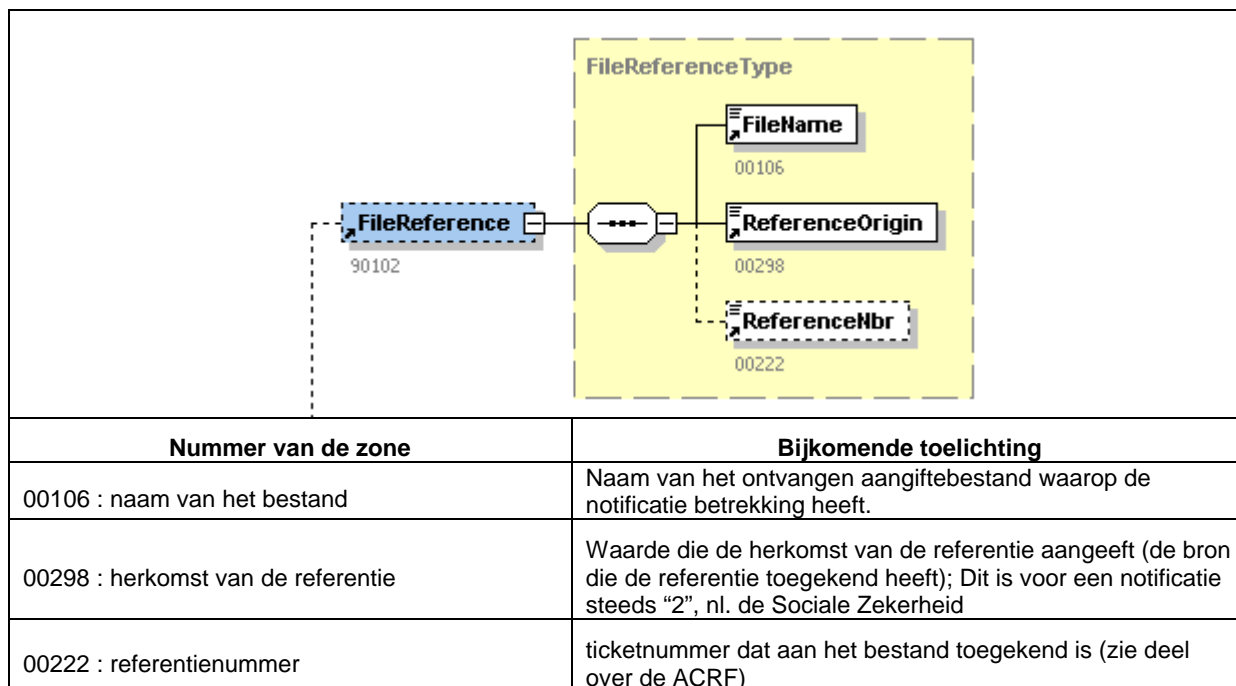 FileReferenceType
FileName
00106
FileReference
90102
ReferenceOrigin
00298
ReferenceNbr
00222
Nummer van de zone
Bijkomende toelichting
00106 : naam van het bestand
Naam van het ontvangen aangiftebestand waarop de
notificatie betrekking heeft.
00298 : herkomst van de referentie
Waarde die de herkomst van de referentie aangeeft (de bron
die de referentie toegekend heeft); Dit is voor een notificatie
steeds “2”, nl. de Sociale Zekerheid
00222 : referentienummer
ticketnummer dat aan het bestand toegekend is (zie deel
over de ACRF)